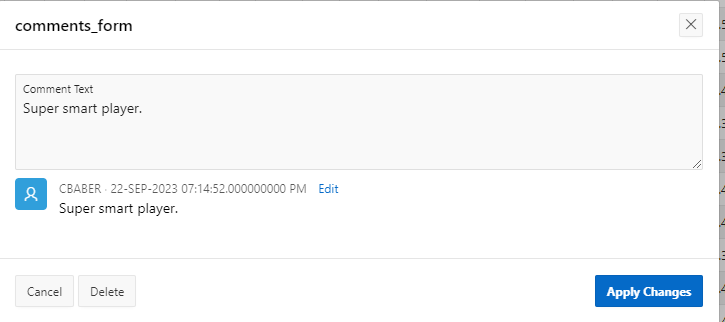 comments_form
Comment Text
Super smart player.
CBABER · 22-SEP-2023 07:14:52.000000000 PM Edit
Super smart player.
Cancel Delete Apply Changes